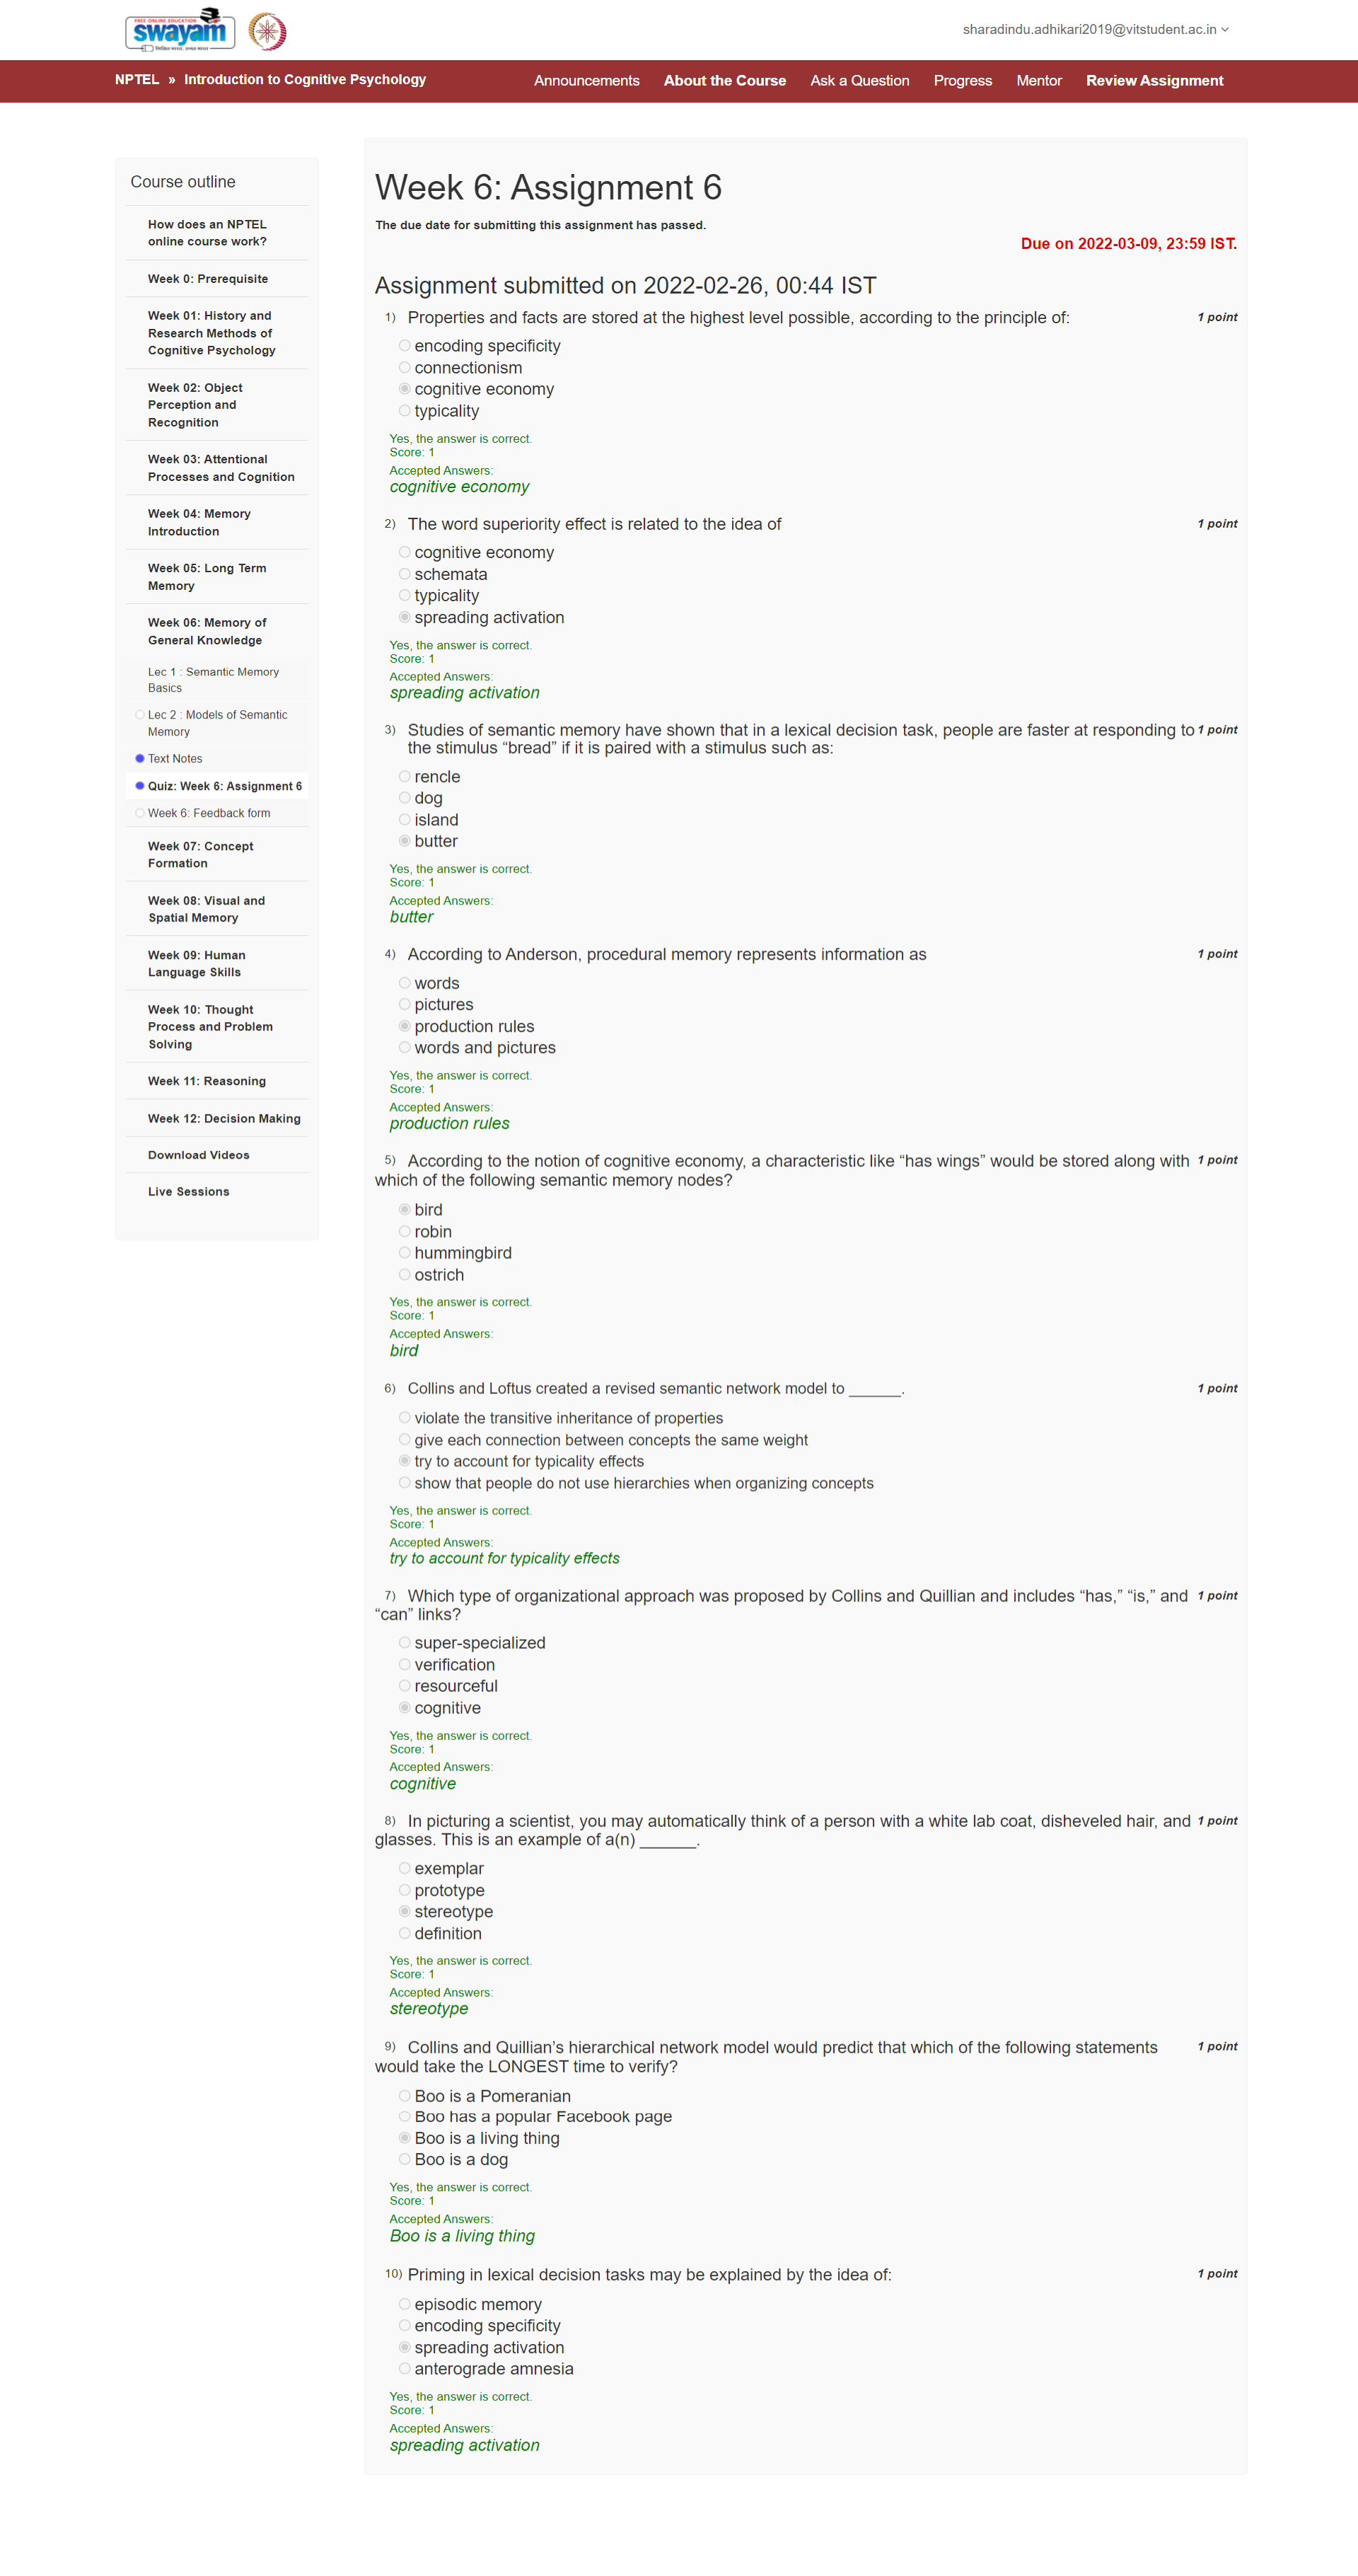 FREE ONLINE EDUCATION
swayam
शिक्षित भारत, उन्नत भारत
sharadindu.adhikari2019@vitstudent.ac.in
NPTEL » Introduction to Cognitive Psychology
Announcements About the Course Ask a Question Progress Mentor Review Assignment
Course outline
How does an NPTEL
online course work?
Week 0: Prerequisite
Week 01: History and
Research Methods of
Cognitive Psychology
Week 02: Object
Perception and
Recognition
Week 03: Attentional
Processes and Cognition
Week 04: Memory
Introduction
Week 05: Long Term
Memory
Week 06: Memory of
General Knowledge
Lec 1 : Semantic Memory
Basics
Lec 2 : Models of Semantic
Memory
Text Notes
Quiz: Week 6: Assignment 6
Week 6: Feedback form
Week 07: Concept
Formation
Week 08: Visual and
Spatial Memory
Week 09: Human
Language Skills
Week 10: Thought
Process and Problem
Solving
Week 11: Reasoning
Week 12: Decision Making
Download Videos
Live Sessions
Week 6: Assignment 6
The due date for submitting this assignment has passed.
Due on 2022-03-09, 23:59 IST.
Assignment submitted on 2022-02-26, 00:44 IST
1) Properties and facts are stored at the highest level possible, according to the principle of: 1 point
encoding specificity
connectionism
cognitive economy
typicality
Yes, the answer is correct.
Score: 1
Accepted Answers:
cognitive economy
2) The word superiority effect is related to the idea of 1 point
cognitive economy
schemata
typicality
spreading activation
Yes, the answer is correct.
Score: 1
Accepted Answers:
spreading activation
3) Studies of semantic memory have shown that in a lexical decision task, people are faster at responding to 1 point
the stimulus “bread” if it is paired with a stimulus such as:
rencle
dog
island
butter
Yes, the answer is correct.
Score: 1
Accepted Answers:
butter
4) According to Anderson, procedural memory represents information as 1 point
words
pictures
production rules
words and pictures
Yes, the answer is correct.
Score: 1
Accepted Answers:
production rules
5) According to the notion of cognitive economy, a characteristic like “has wings” would be stored along with 1 point
which of the following semantic memory nodes?
bird
robin
hummingbird
ostrich
Yes, the answer is correct.
Score: 1
Accepted Answers:
bird
6) Collins and Loftus created a revised semantic network model to ______. 1 point
violate the transitive inheritance of properties
give each connection between concepts the same weight
try to account for typicality effects
show that people do not use hierarchies when organizing concepts
Yes, the answer is correct.
Score: 1
Accepted Answers:
try to account for typicality effects
7) Which type of organizational approach was proposed by Collins and Quillian and includes “has,” “is,” and 1 point
“can” links?
super-specialized
verification
resourceful
cognitive
Yes, the answer is correct.
Score: 1
Accepted Answers:
cognitive
8) In picturing a scientist, you may automatically think of a person with a white lab coat, disheveled hair, and 1 point
glasses. This is an example of a(n) ______.
exemplar
prototype
stereotype
definition
Yes, the answer is correct.
Score: 1
Accepted Answers:
stereotype
9) Collins and Quillian’s hierarchical network model would predict that which of the following statements 1 point
would take the LONGEST time to verify?
Boo is a Pomeranian
Boo has a popular Facebook page
Boo is a living thing
Boo is a dog
Yes, the answer is correct.
Score: 1
Accepted Answers:
Boo is a living thing
10) Priming in lexical decision tasks may be explained by the idea of: 1 point
episodic memory
encoding specificity
spreading activation
anterograde amnesia
Yes, the answer is correct.
Score: 1
Accepted Answers:
spreading activation